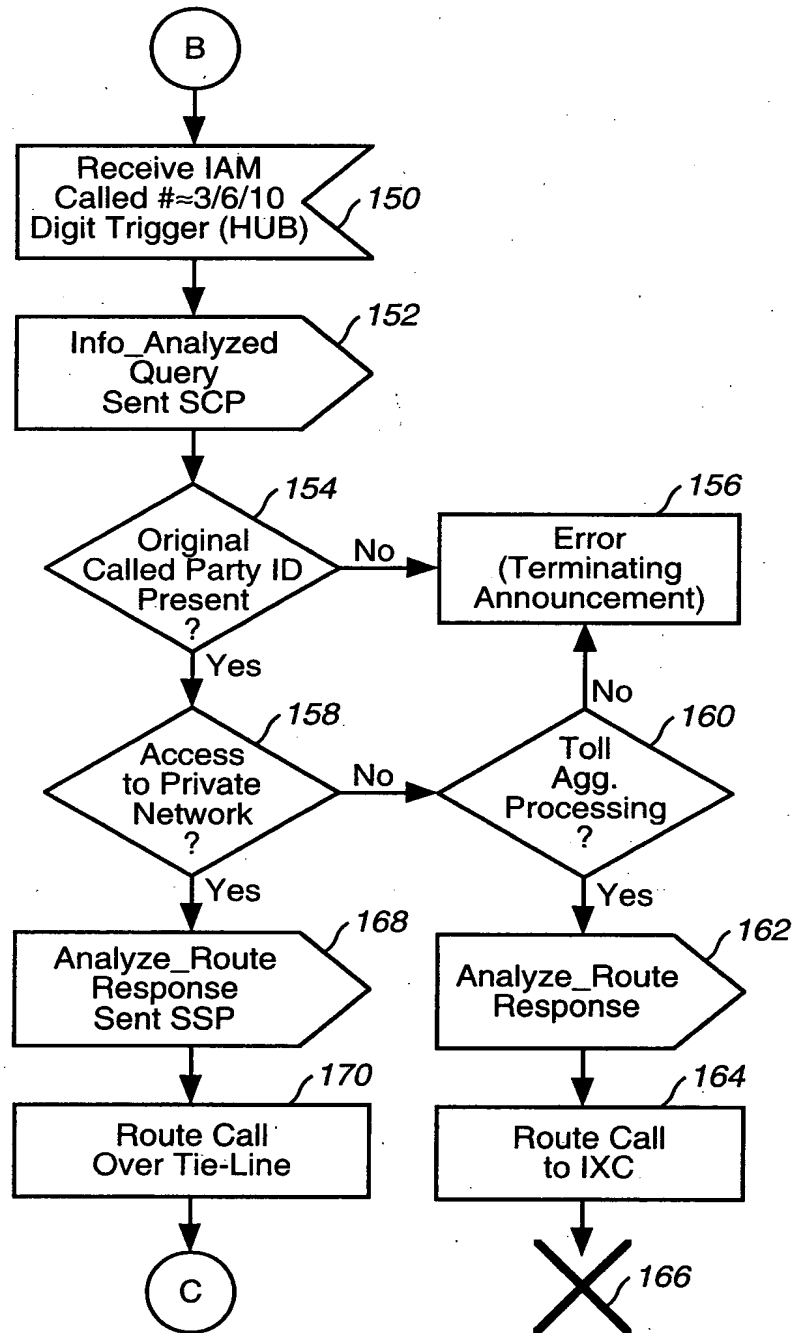 B
Receive IAM
Called #≈3/6/10
Digit Trigger (HUB)
150
Info_Analyzed
Query
Sent SCP
152
Original
Called Party ID
Present
?
154
No
Yes
Error
(Terminating
Announcement)
156
Access
to Private
Network
?
158
No
Yes
Toll
Agg.
Processing
?
160
No
Yes
Analyze_Route
Response
Sent SSP
168
Analyze_Route
Response
162
Route Call
Over Tie-Line
170
Route Call
to IXC
164
C
166